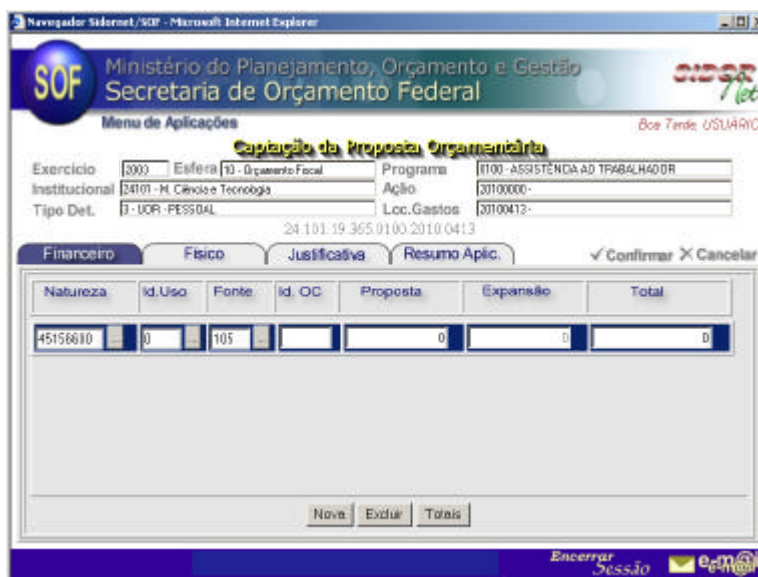 Navegador Sidornet/SOF - Microsoft Internet Explorer
SOF
Ministério do Planejamento, Orçamento e Gestão
Secretaria de Orçamento Federal
SIDOR
Net
Menu de Aplicações
Boa Tarde, USUÁRIO
Captação da Proposta Orçamentária
Exercício 2003 Esfera 10 - Orçamento Fiscal Programa 0100 - ASSISTÊNCIA AO TRABALHADOR
Institucional 24101 - M. Ciência e Tecnologia Ação 20100000 -
Tipo Det. 3 - UOR - PESSOAL Loc.Gastos 20100413 -
24.101.19.365.0100.2010.0413
Financeiro Físico Justificativa Resumo Aplic. Confirmar Cancelar
Natureza Id.Uso Fonte Id. OC Proposta Expansão Total
45156600 ... 0 ... 105 ... 0 0 0
Nova Excluir Totais
Encerrar
Sessão
e-m@i